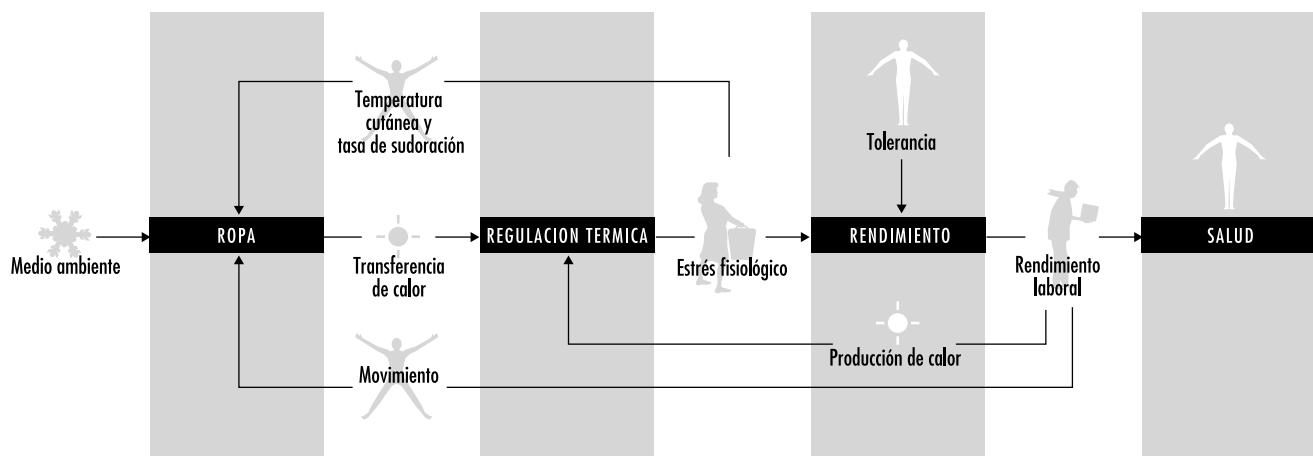 Temperatura
cutánea y
tasa de sudoración
Tolerancia
ROPA
REGULACION TERMICA
RENDIMIENTO
SALUD
Medio ambiente
Transferencia
de calor
Estrés fisiológico
Rendimiento
laboral
Producción de calor
Movimiento